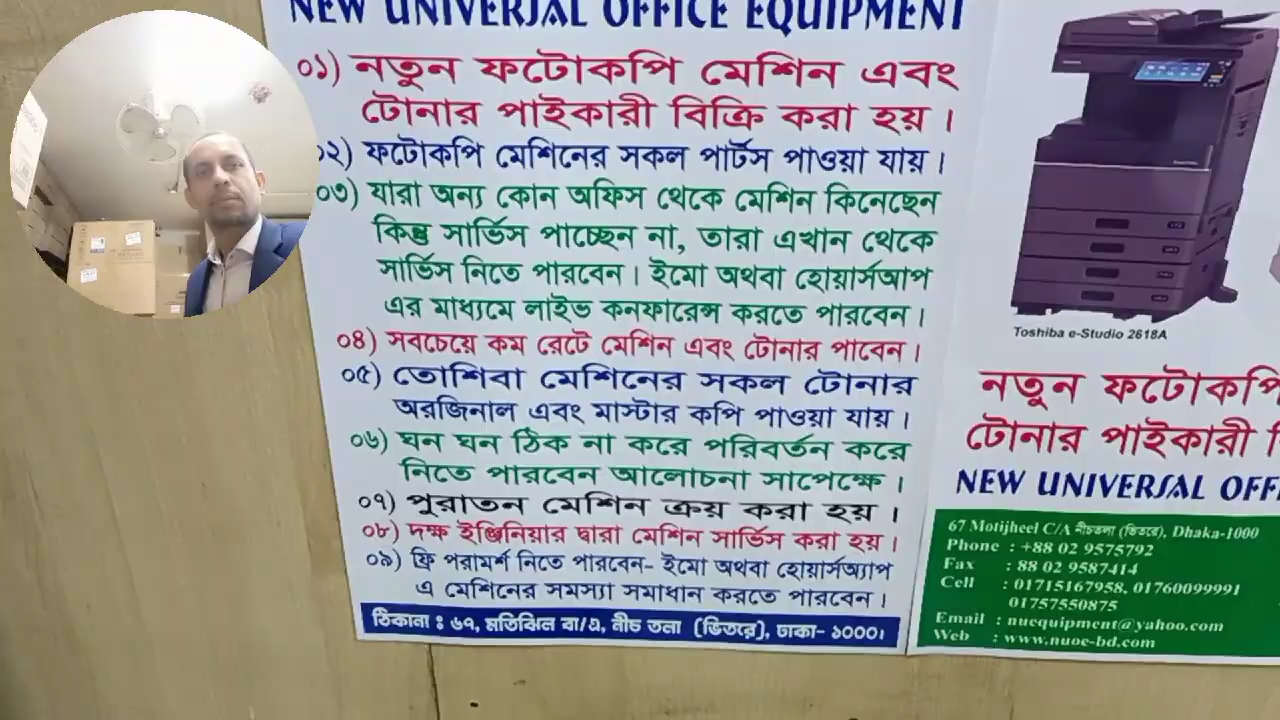 NEW UNIVERSAL OFFICE EQUIPMENT
০১) নতুন ফটোকপি মেশিন এবং
টোনার পাইকারী বিক্রি করা হয়।
০২) ফটোকপি মেশিনের সকল পার্টস পাওয়া যায়।
০৩) যারা অন্য কোন অফিস থেকে মেশিন কিনেছেন
কিন্তু সার্ভিস পাচ্ছেন না, তারা এখান থেকে
সার্ভিস নিতে পারবেন। ইমো অথবা হোয়ার্সআপ
এর মাধ্যমে লাইভ কনফারেন্স করতে পারবেন।
০৪) সবচেয়ে কম রেটে মেশিন এবং টোনার পাবেন।
০৫) তোশিবা মেশিনের সকল টোনার
অরজিনাল এবং মাস্টার কপি পাওয়া যায়।
০৬) ঘন ঘন ঠিক না করে পরিবর্তন করে
নিতে পারবেন আলোচনা সাপেক্ষে।
০৭) পুরাতন মেশিন ক্রয় করা হয়।
০৮) দক্ষ ইঞ্জিনিয়ার দ্বারা মেশিন সার্ভিস করা হয়।
০৯) ফ্রি পরামর্শ নিতে পারবেন- ইমো অথবা হোয়ার্সঅ্যাপ
এ মেশিনের সমস্যা সমাধান করতে পারবেন।
ঠিকানা : ৬৭, মতিঝিল বা/এ, নীচ তলা (ভিতরে), ঢাকা- ১০০০।
Toshiba e-Studio 2618A
নতুন ফটোকপি
টোনার পাইকারী
NEW UNIVERSAL OFF
67 Motijheel C/A নীচতলা (ভিতরে), Dhaka-1000
Phone : +88 02 9575792
Fax : 88 02 9587414
Cell : 01715167958, 01760099991
01757550875
Email : nuequipment@yahoo.com
Web : www.nuoe-bd.com